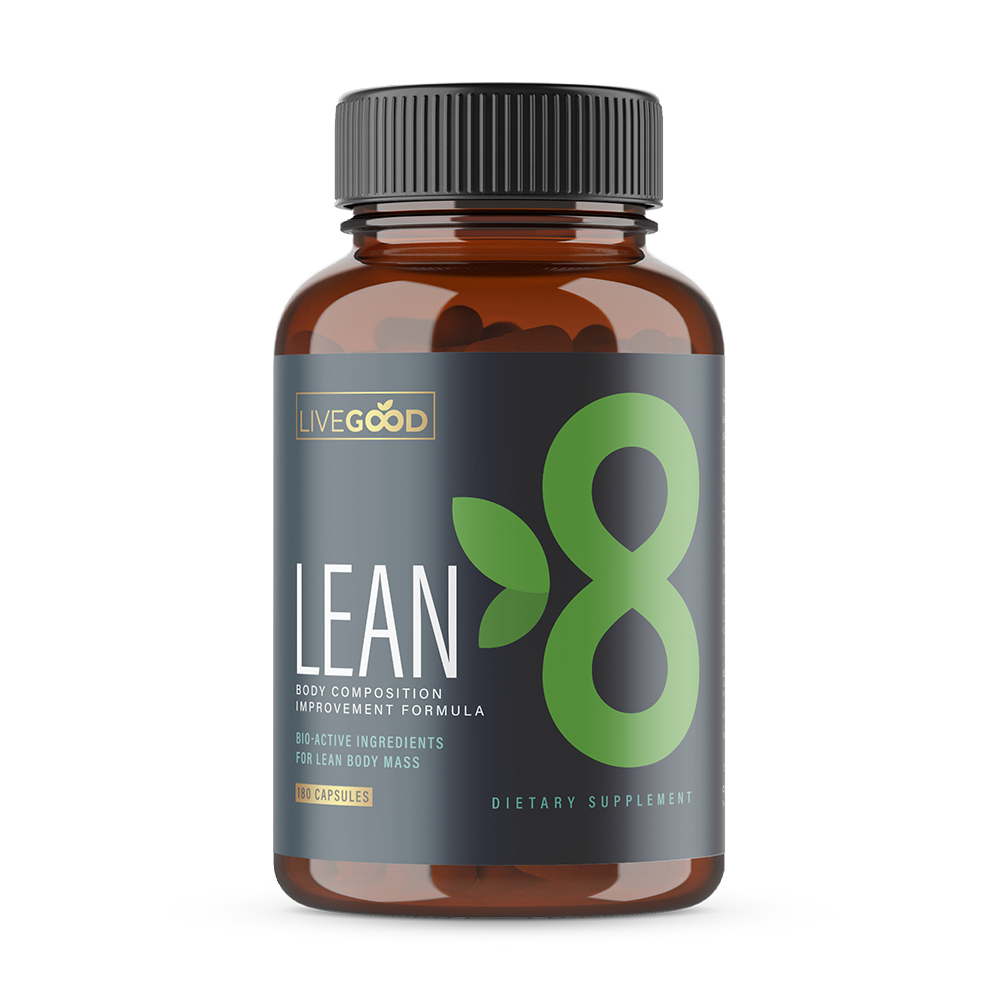 LIVEGOOD
LEAN 8
BODY COMPOSITION
IMPROVEMENT FORMULA
BIO-ACTIVE INGREDIENTS
FOR LEAN BODY MASS
180 CAPSULES
DIETARY SUPPLEMENT